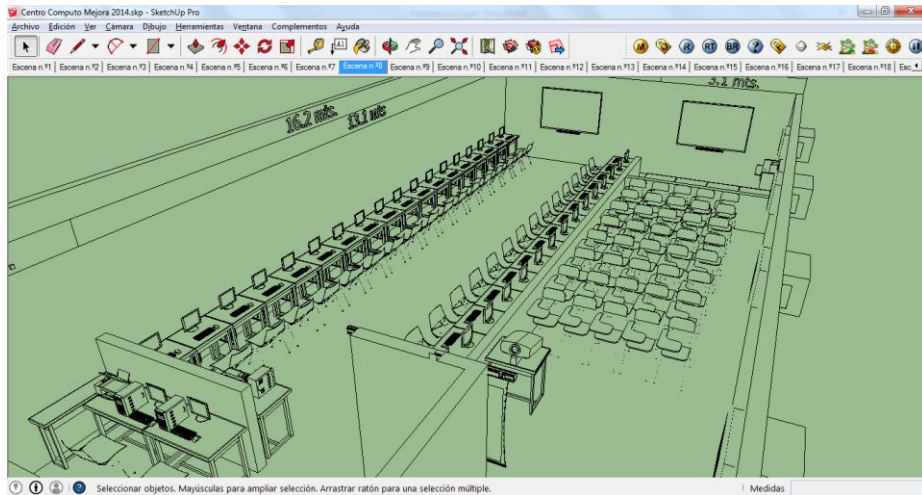 Centro Computo Mejora 2014.skp - SketchUp Pro
Archivo Edición Ver Cámara Dibujo Herramientas Ventana Complementos Ayuda
M R RT BR
Escena n.º1 Escena n.º2 Escena n.º3 Escena n.º4 Escena n.º5 Escena n.º6 Escena n.º7 Escena n.º8 Escena n.º9 Escena n.º10 Escena n.º11 Escena n.º12 Escena n.º13 Escena n.º14 Escena n.º15 Escena n.º16 Escena n.º17 Escena n.º18 Esc
16.2 mts.
13.1 mts
Seleccionar objetos. Mayúsculas para ampliar selección. Arrastrar ratón para una selección múltiple.
Medidas